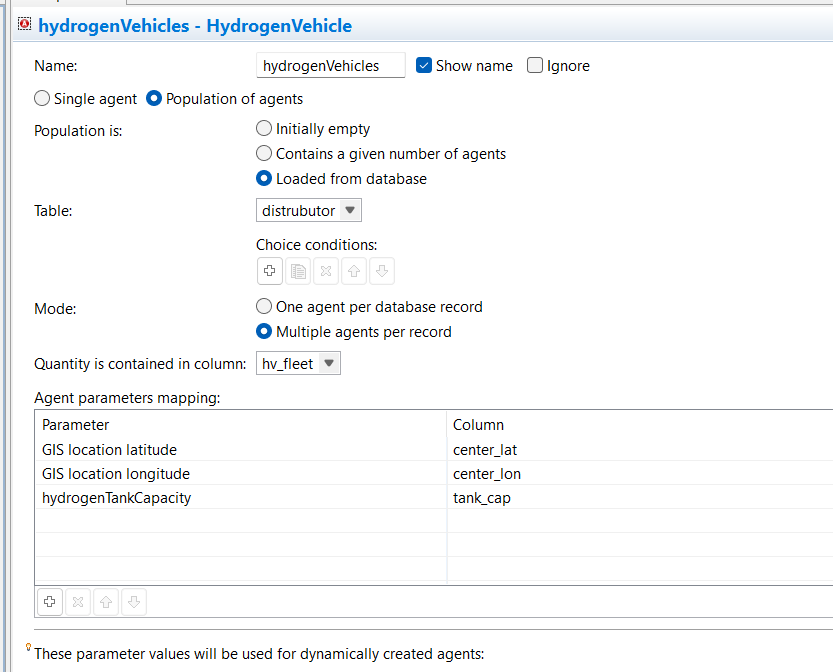 hydrogenVehicles - HydrogenVehicle
Name: hydrogenVehicles Show name Ignore
Single agent Population of agents
Population is: Initially empty
Contains a given number of agents
Loaded from database
Table: distrubutor
Choice conditions:
Mode: One agent per database record
Multiple agents per record
Quantity is contained in column: hv_fleet
Agent parameters mapping:
Parameter Column
GIS location latitude center_lat
GIS location longitude center_lon
hydrogenTankCapacity tank_cap
These parameter values will be used for dynamically created agents: